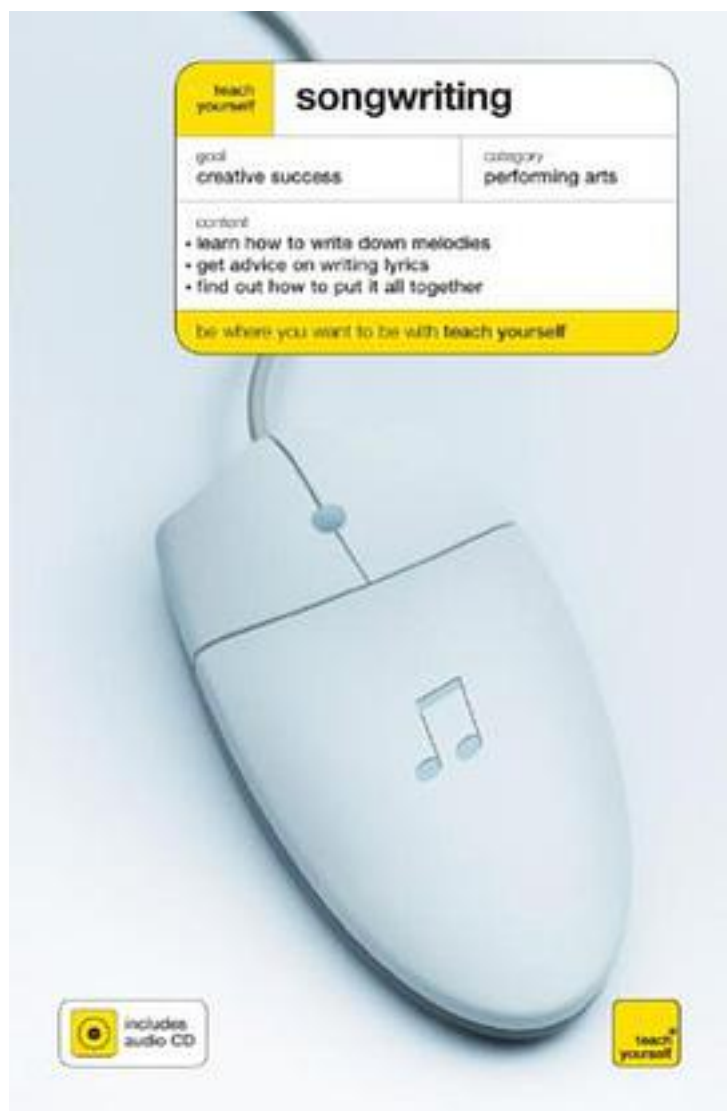 teach
yourself
songwriting
goal
creative success
category
performing arts
content
• learn how to write down melodies
• get advice on writing lyrics
• find out how to put it all together
be where you want to be with teach yourself
includes
audio CD
teach
yourself